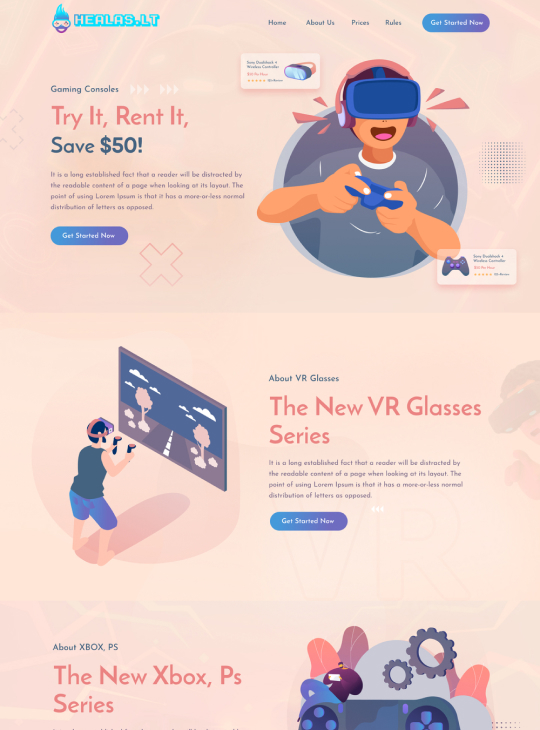 HEALAS.LT
Home
About Us
Prices
Rules
Get Started Now
Sony Dualshock 4
Wireless Controller
Gaming Consoles
Try It, Rent It,
Save $50!
It is a long established fact that a reader will be distracted by
the readable content of a page when looking at its layout. The
point of using Lorem Ipsum is that it has a more-or-less normal
distribution of letters as opposed.
Get Started Now
Sony Dualshock 4
Wireless Controller
About VR Glasses
The New VR Glasses
Series
It is a long established fact that a reader will be distracted by
the readable content of a page when looking at its layout. The
point of using Lorem Ipsum is that it has a more-or-less normal
distribution of letters as opposed.
Get Started Now
VR
About XBOX, PS
The New Xbox, Ps
Series